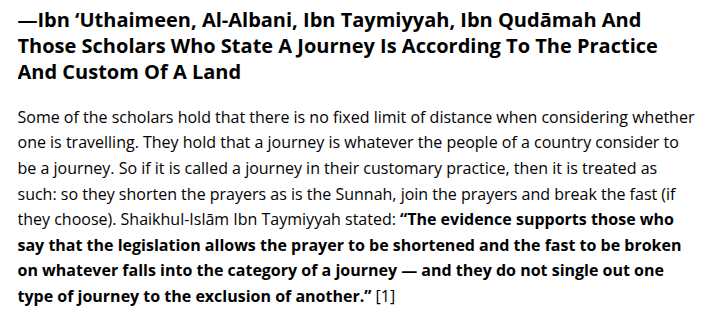 —Ibn ‘Uthaimeen, Al-Albani, Ibn Taymiyyah, Ibn Qudāmah And
Those Scholars Who State A Journey Is According To The Practice
And Custom Of A Land
Some of the scholars hold that there is no fixed limit of distance when considering whether
one is travelling. They hold that a journey is whatever the people of a country consider to
be a journey. So if it is called a journey in their customary practice, then it is treated as
such: so they shorten the prayers as is the Sunnah, join the prayers and break the fast (if
they choose). Shaikhul-Islām Ibn Taymiyyah stated: “The evidence supports those who
say that the legislation allows the prayer to be shortened and the fast to be broken
on whatever falls into the category of a journey — and they do not single out one
type of journey to the exclusion of another.” [1]